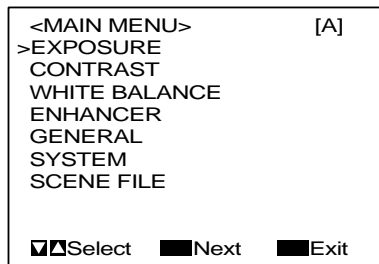 <MAIN MENU> [A]
>EXPOSURE
CONTRAST
WHITE BALANCE
ENHANCER
GENERAL
SYSTEM
SCENE FILE
▽△Select Next Exit